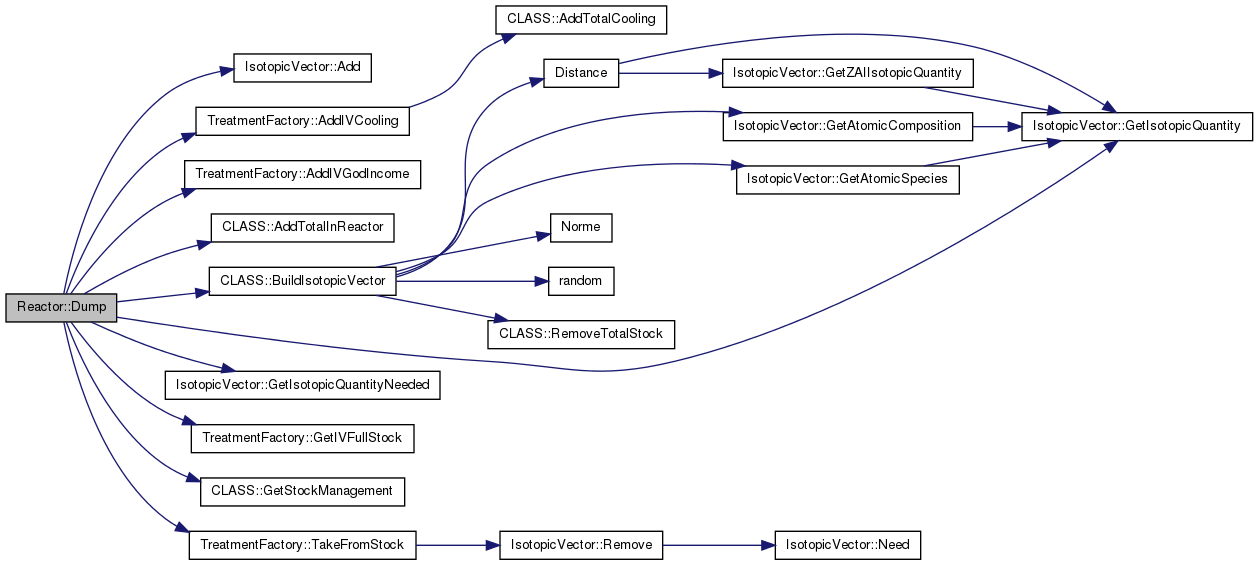 CLASS::AddTotalCooling
IsotopicVector::Add
Distance
IsotopicVector::GetZAIIsotopicQuantity
TreatmentFactory::AddIVCooling
IsotopicVector::GetAtomicComposition
IsotopicVector::GetIsotopicQuantity
TreatmentFactory::AddIVGodIncome
IsotopicVector::GetAtomicSpecies
CLASS::AddTotalInReactor
Norme
CLASS::BuildIsotopicVector
random
Reactor::Dump
CLASS::RemoveTotalStock
IsotopicVector::GetIsotopicQuantityNeeded
TreatmentFactory::GetIVFullStock
CLASS::GetStockManagement
TreatmentFactory::TakeFromStock
IsotopicVector::Remove
IsotopicVector::Need